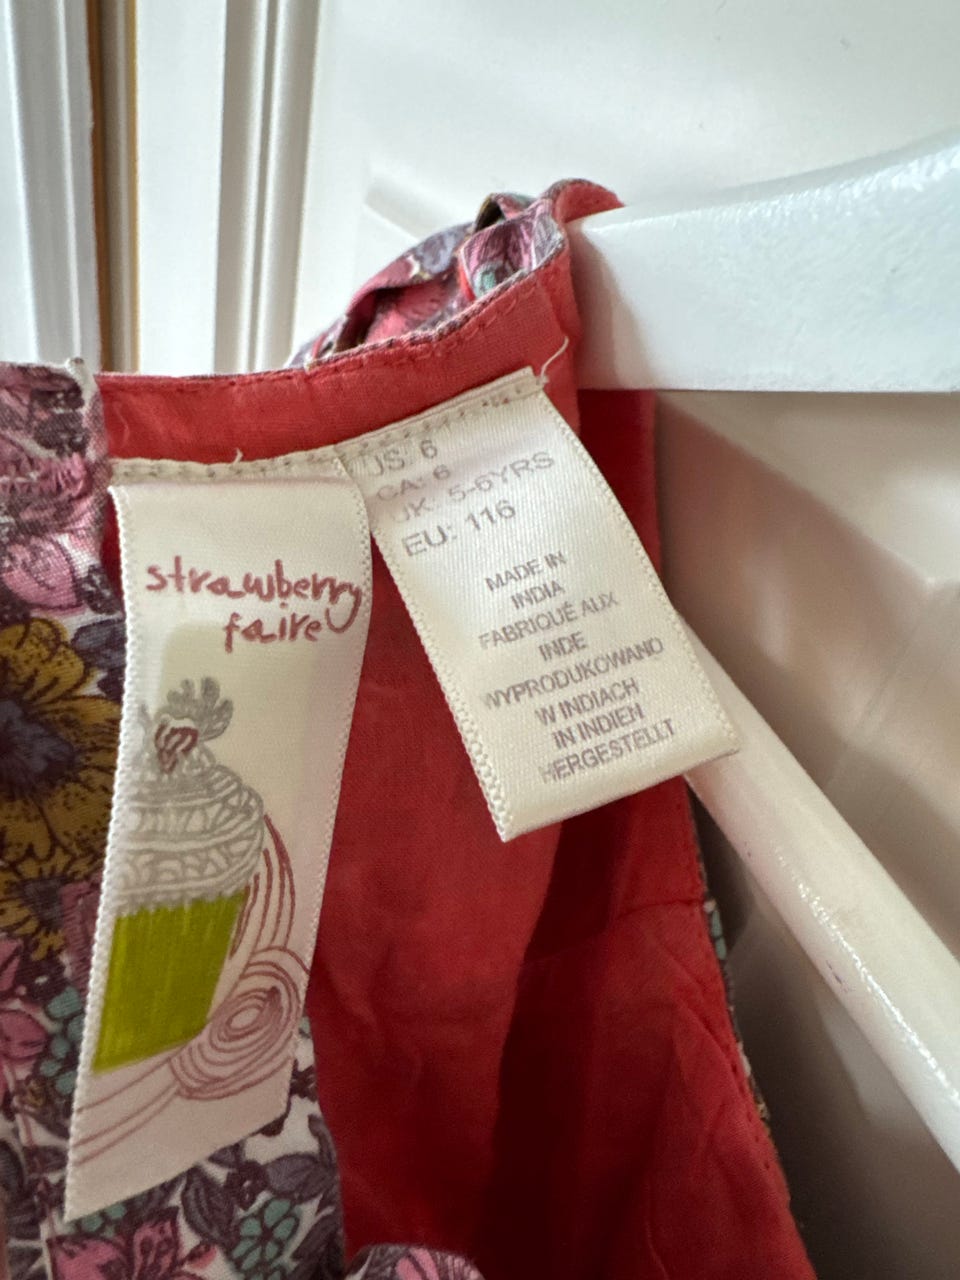 strawberry
faire
US: 6
CA: 6
UK: 5-6YRS
EU: 116
MADE IN
INDIA
FABRIQUÉ AUX
INDE
WYPRODUKOWANO
W INDIACH
IN INDIEN
HERGESTELLT